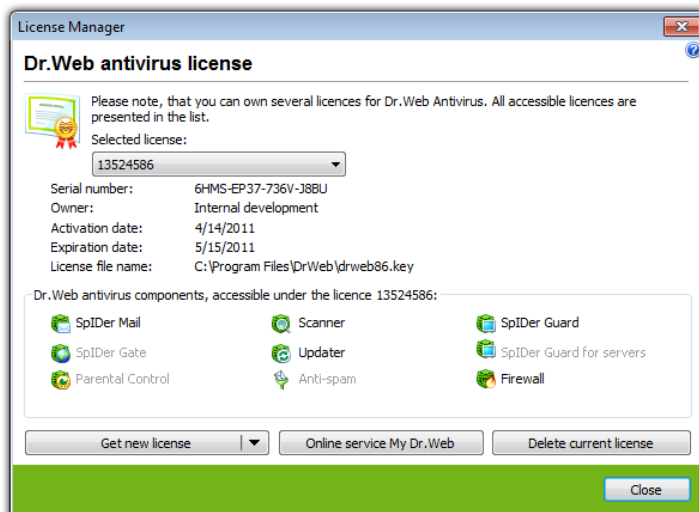 License Manager
Dr.Web antivirus license
Please note, that you can own several licences for Dr.Web Antivirus. All accessible licences are
presented in the list.
Selected license:
13524586
Serial number: 6HMS-EP37-736V-J8BU
Owner: Internal development
Activation date: 4/14/2011
Expiration date: 5/15/2011
License file name: C:\Program Files\DrWeb\drweb86.key
Dr.Web antivirus components, accessible under the licence 13524586:
SpIDer Mail Scanner SpIDer Guard
SpIDer Gate Updater SpIDer Guard for servers
Parental Control Anti-spam Firewall
Get new license Online service My Dr.Web Delete current license
Close